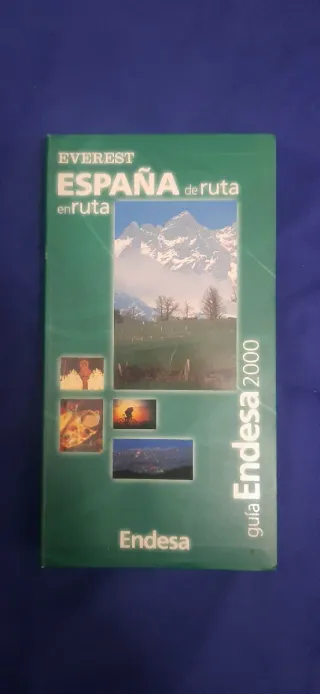 EVEREST
ESPAÑA de ruta
en ruta
guía Endesa 2000
Endesa